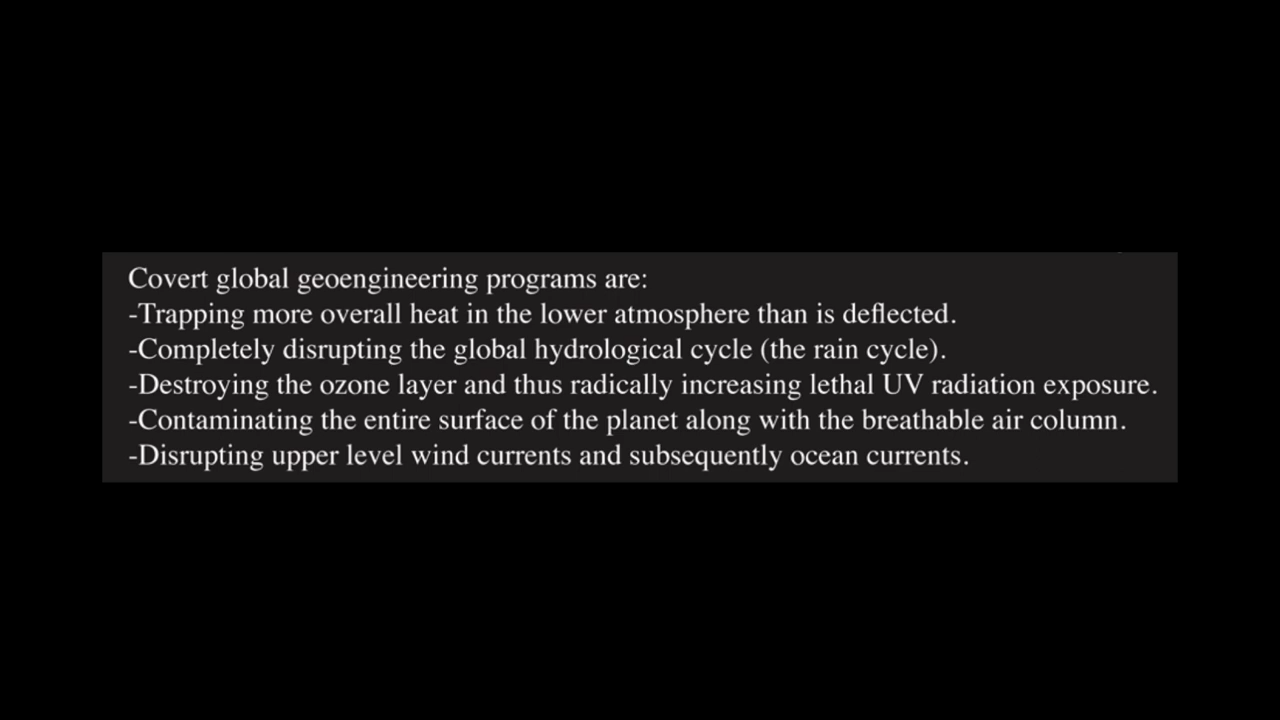 Covert global geoengineering programs are:
-Trapping more overall heat in the lower atmosphere than is deflected.
-Completely disrupting the global hydrological cycle (the rain cycle).
-Destroying the ozone layer and thus radically increasing lethal UV radiation exposure.
-Contaminating the entire surface of the planet along with the breathable air column.
-Disrupting upper level wind currents and subsequently ocean currents.